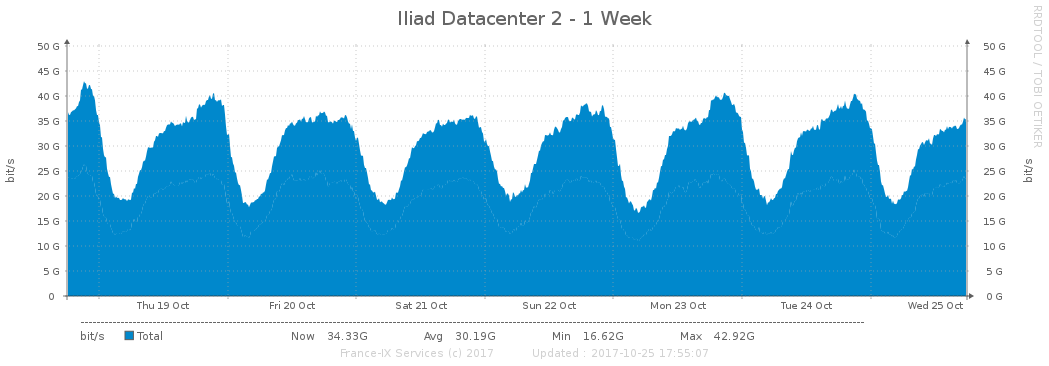 Iliad Datacenter 2 - 1 Week
RRDTOOL / TOBI OETIKER
50 G 50 G
45 G 45 G
40 G 40 G
35 G 35 G
30 G 30 G
25 G 25 G
20 G 20 G
15 G 15 G
10 G 10 G
5 G 5 G
0 0 G
bit/s bit/s
Thu 19 Oct Fri 20 Oct Sat 21 Oct Sun 22 Oct Mon 23 Oct Tue 24 Oct Wed 25 Oct
bit/s Total Now 34.33G Avg 30.19G Min 16.62G Max 42.92G
France-IX Services (c) 2017 Updated : 2017-10-25 17:55:07